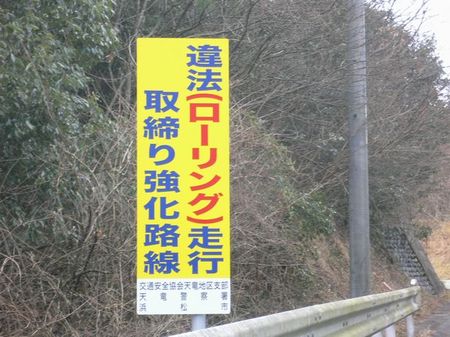 違法(ローリング)走行
取締り強化路線
交通安全協会天竜地区支部
天竜警察署
浜松市